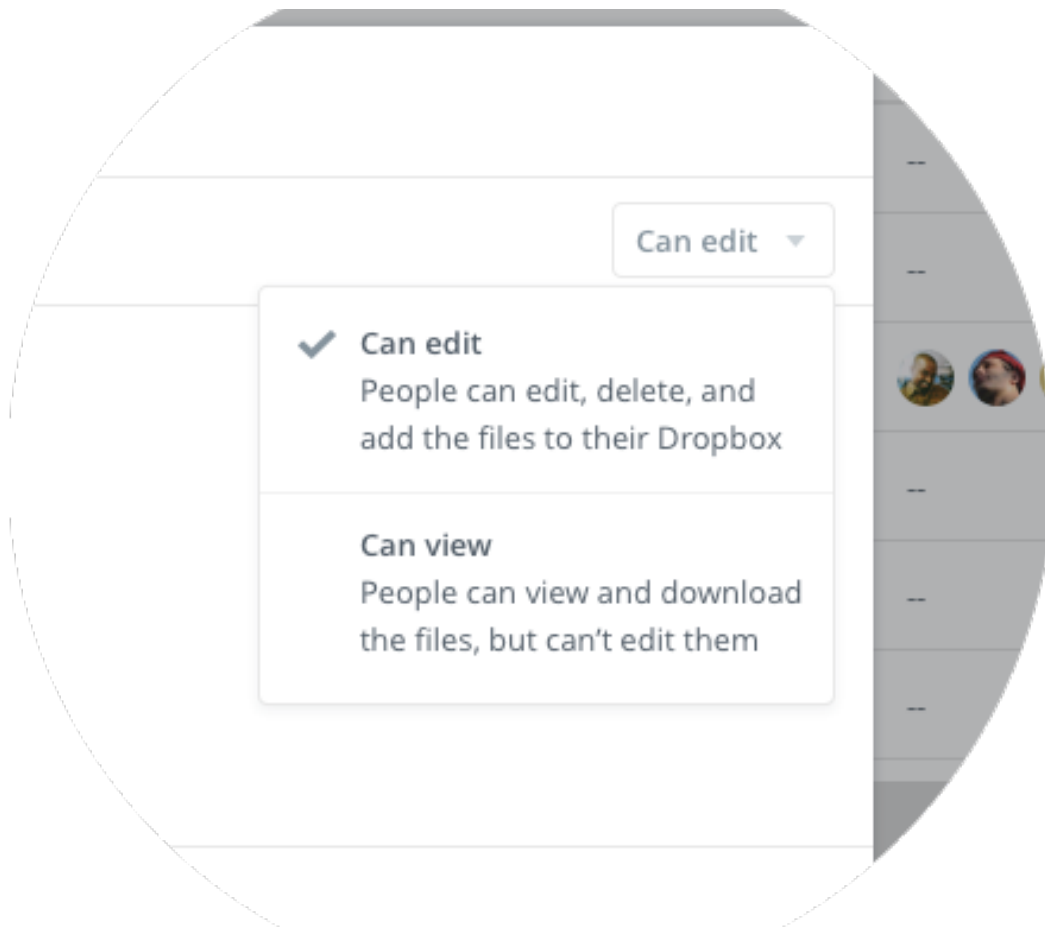 --
Can edit
--
Can edit
People can edit, delete, and
add the files to their Dropbox
--
Can view
People can view and download
--
the files, but can’t edit them
--